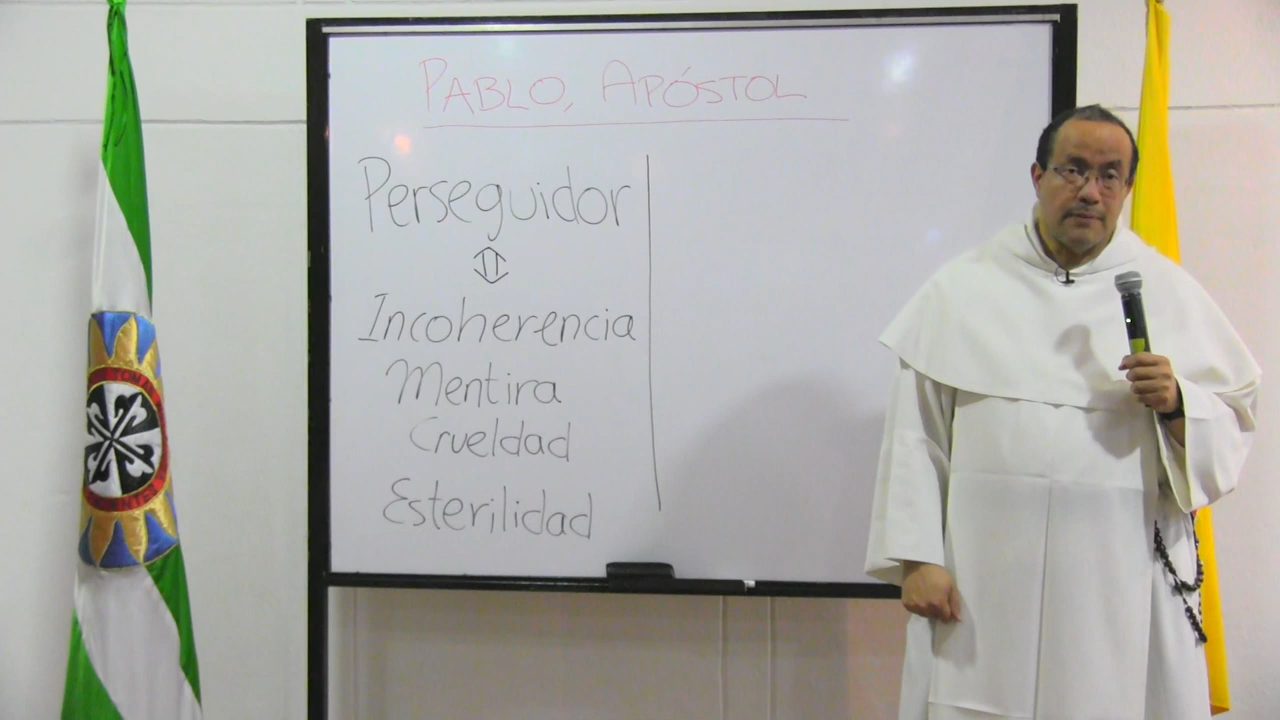 PABLO, APÓSTOL
Perseguidor
Incoherencia
Mentira
Crueldad
Esterilidad